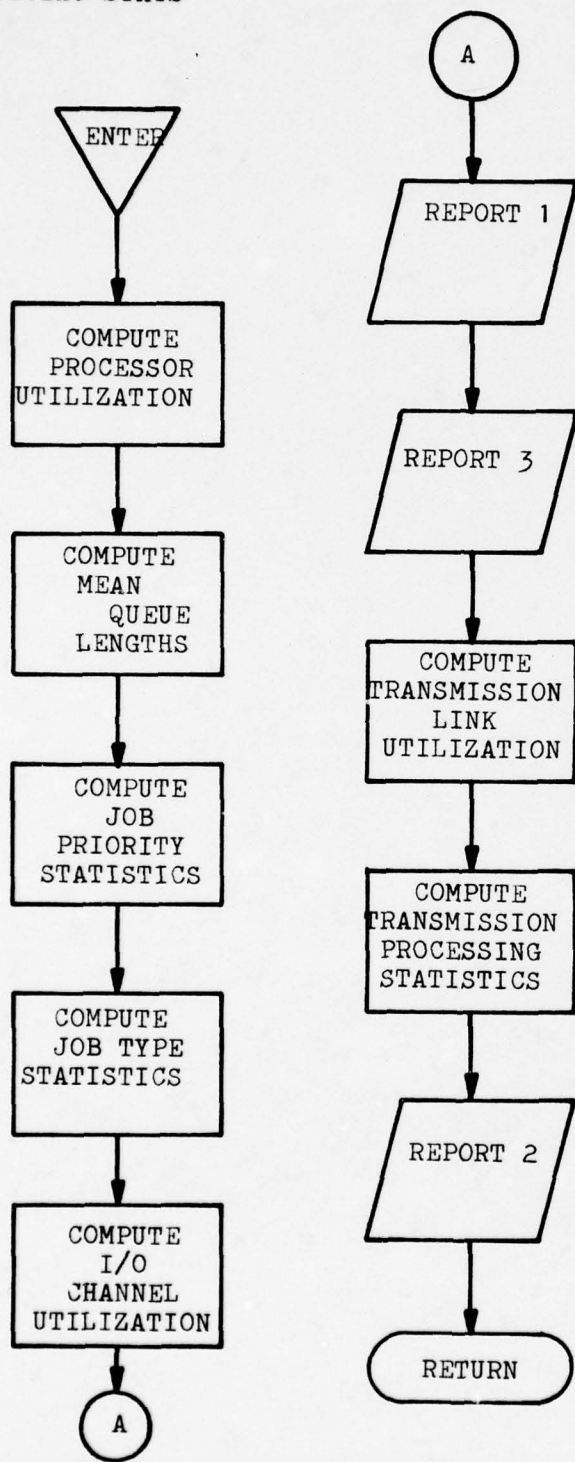 ENTER
COMPUTE
PROCESSOR
UTILIZATION
COMPUTE
MEAN
QUEUE
LENGTHS
COMPUTE
JOB
PRIORITY
STATISTICS
COMPUTE
JOB TYPE
STATISTICS
COMPUTE
I/O
CHANNEL
UTILIZATION
A
A
REPORT 1
REPORT 3
COMPUTE
TRANSMISSION
LINK
UTILIZATION
COMPUTE
TRANSMISSION
PROCESSING
STATISTICS
REPORT 2
RETURN